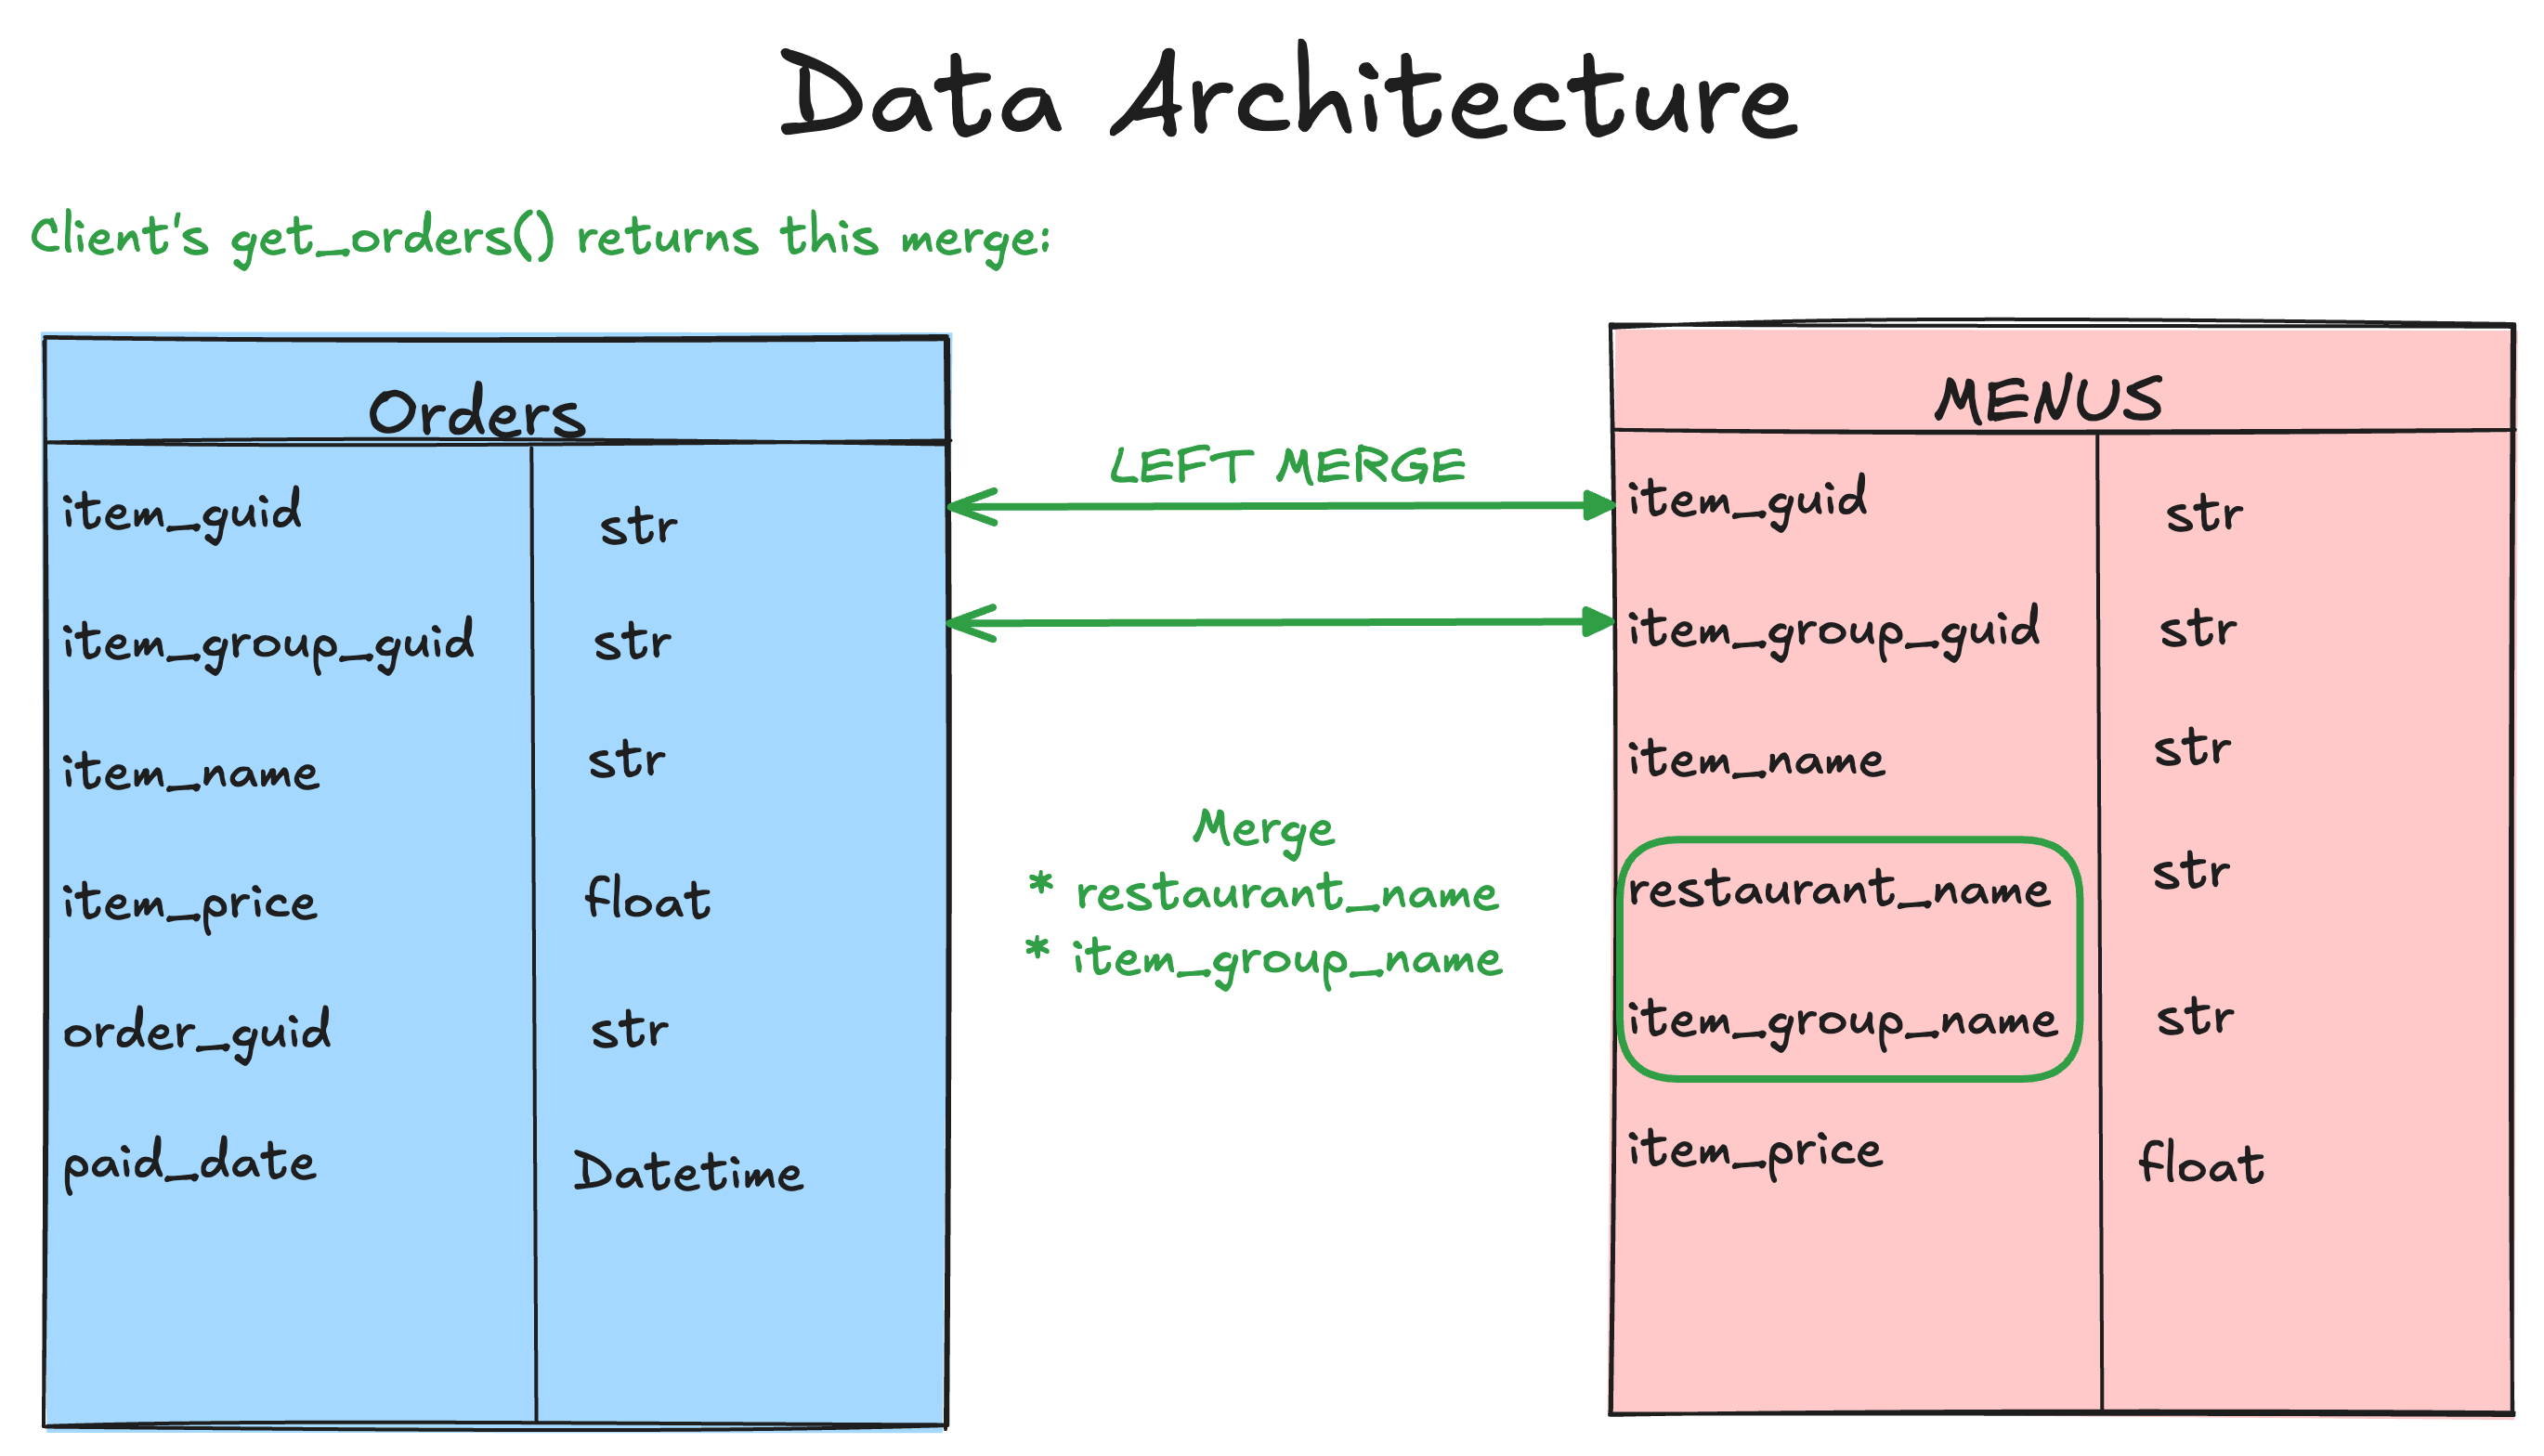 Data Architecture
Client's get_orders() returns this merge:
Orders
item_guid str
item_group_guid str
item_name str
item_price float
order_guid str
paid_date Datetime
LEFT MERGE
Merge
* restaurant_name
* item_group_name
MENUS
item_guid str
item_group_guid str
item_name str
restaurant_name str
item_group_name str
item_price float